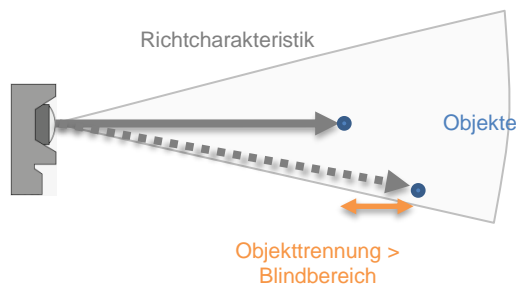 Richtcharakteristik
Objekte
Objekttrennung >
Blindbereich